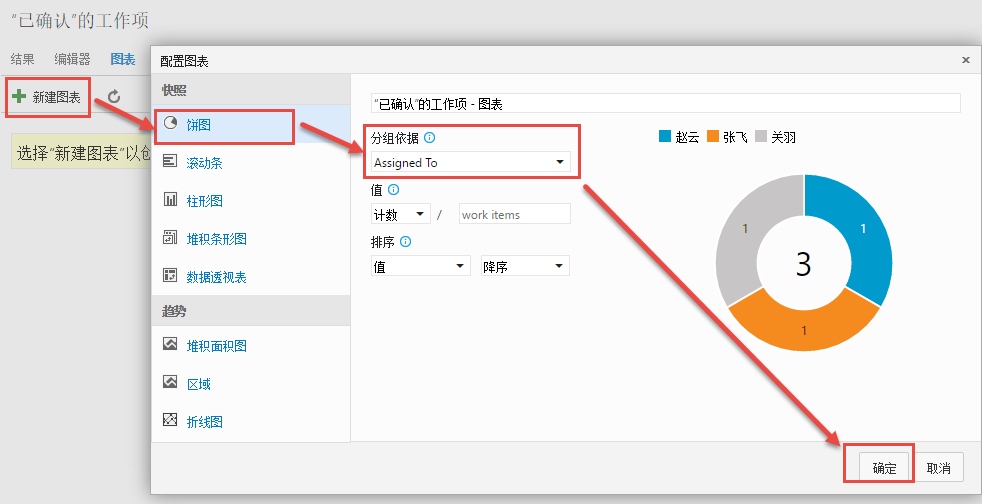 “已确认”的工作项
结果 编辑器 图表
新建图表
选择“新建图表”以创
配置图表 ×
快照
饼图
滚动条
柱形图
堆积条形图
数据透视表
趋势
堆积面积图
区域
折线图
“已确认”的工作项 - 图表
分组依据
Assigned To
值
计数 / work items
排序
值 降序
赵云 张飞 关羽
1 1
3
1
确定 取消